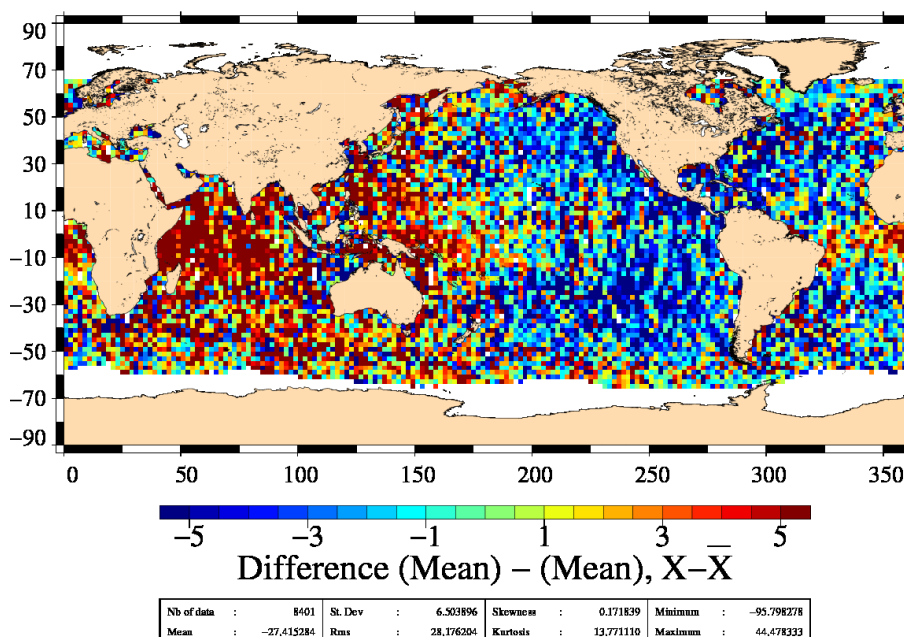 90
70
50
30
10
−10
−30
−50
−70
−90
0 50 100 150 200 250 300 350
−5 −3 −1 1 3 5
Difference (Mean) − (Mean), X−X̅
Nb of data : 8401 St. Dev : 6.503896 Skewness : 0.171839 Minimum : −95.798278
Mean : −27.415284 Rms : 28.176204 Kurtosis : 13.771110 Maximum : 44.478333